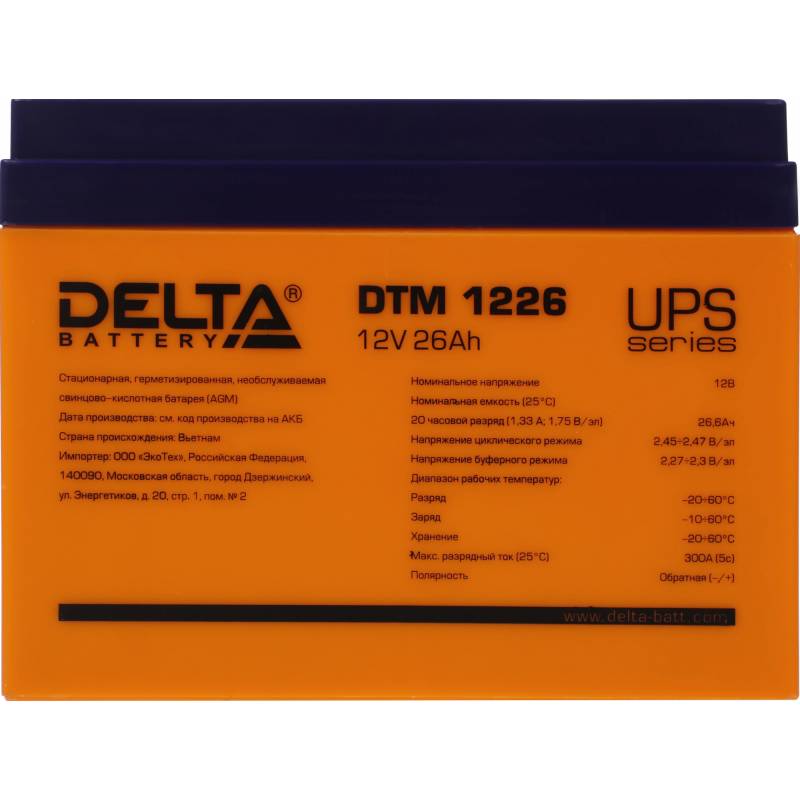 DELTA®
BATTERY
DTM 1226
12V 26Ah
UPS
series
Стационарная, герметизированная, необслуживаемая
свинцово-кислотная батарея (AGM)
Дата производства: см. код производства на АКБ
Страна происхождения: Вьетнам
Импортер: ООО «ЭкоТех», Российская Федерация,
140090, Московская область, город Дзержинский,
ул. Энергетиков, д. 20, стр. 1, пом. № 2
Номинальное напряжение 12В
Номинальная емкость (25°C)
20 часовой разряд (1,33 А; 1,75 В/эл) 26,6Ач
Напряжение циклического режима 2,45÷2,47 В/эл
Напряжение буферного режима 2,27÷2,3 В/эл
Диапазон рабочих температур:
Разряд –20÷60°C
Заряд –10÷60°C
Хранение –20÷60°C
Макс. разрядный ток (25°C) 300А (5с)
Полярность Обратная (–/+)
www.delta-batt.com